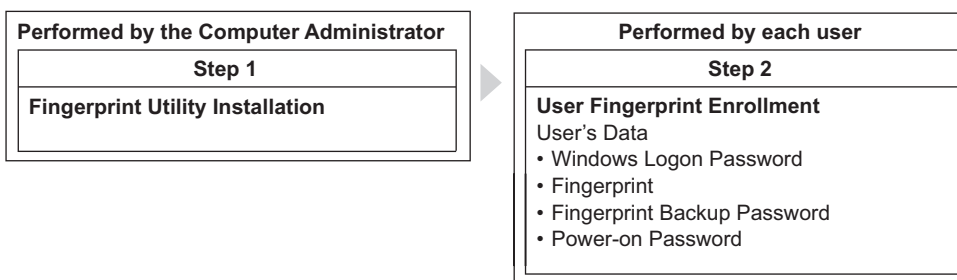 Performed by the Computer Administrator
Step 1
Fingerprint Utility Installation
Performed by each user
Step 2
User Fingerprint Enrollment
User's Data
• Windows Logon Password
• Fingerprint
• Fingerprint Backup Password
• Power-on Password